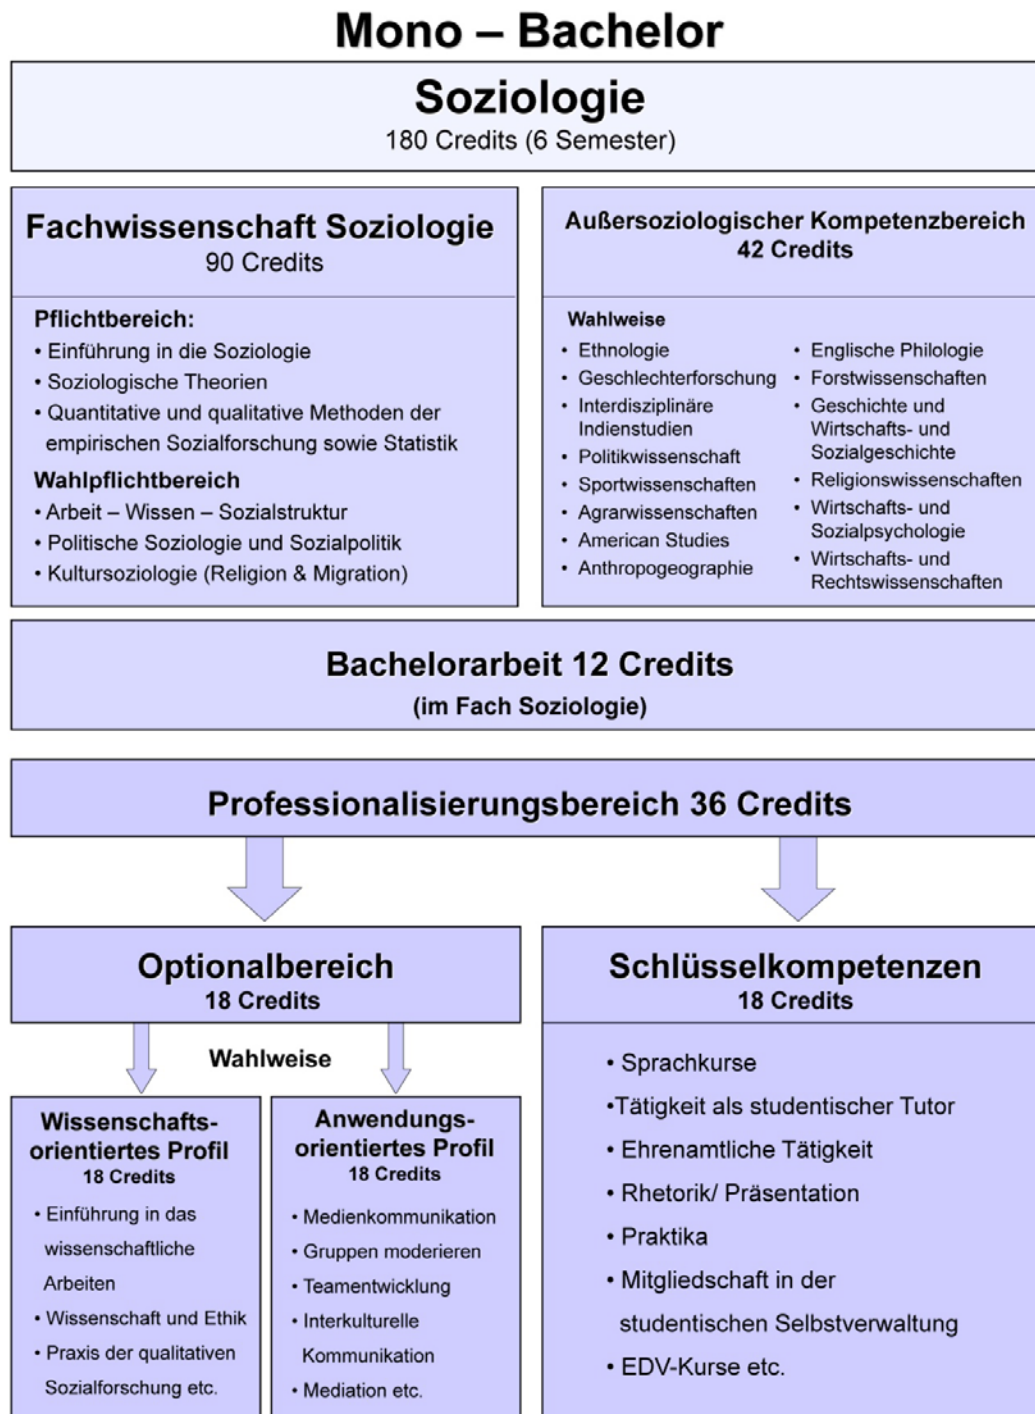 Mono – Bachelor
Soziologie
180 Credits (6 Semester)
Fachwissenschaft Soziologie
90 Credits
Pflichtbereich:
• Einführung in die Soziologie
• Soziologische Theorien
• Quantitative und qualitative Methoden der
empirischen Sozialforschung sowie Statistik
Wahlpflichtbereich
• Arbeit – Wissen – Sozialstruktur
• Politische Soziologie und Sozialpolitik
• Kultursoziologie (Religion & Migration)
Außersoziologischer Kompetenzbereich
42 Credits
Wahlweise
• Ethnologie
• Geschlechterforschung
• Interdisziplinäre
Indienstudien
• Politikwissenschaft
• Sportwissenschaften
• Agrarwissenschaften
• American Studies
• Anthropogeographie
• Englische Philologie
• Forstwissenschaften
• Geschichte und
Wirtschafts- und
Sozialgeschichte
• Religionswissenschaften
• Wirtschafts- und
Sozialpsychologie
• Wirtschafts- und
Rechtswissenschaften
Bachelorarbeit 12 Credits
(im Fach Soziologie)
Professionalisierungsbereich 36 Credits
Optionalbereich
18 Credits
Wahlweise
Wissenschafts-
orientiertes Profil
18 Credits
• Einführung in das
wissenschaftliche
Arbeiten
• Wissenschaft und Ethik
• Praxis der qualitativen
Sozialforschung etc.
Anwendungs-
orientiertes Profil
18 Credits
• Medienkommunikation
• Gruppen moderieren
• Teamentwicklung
• Interkulturelle
Kommunikation
• Mediation etc.
Schlüsselkompetenzen
18 Credits
• Sprachkurse
•Tätigkeit als studentischer Tutor
• Ehrenamtliche Tätigkeit
• Rhetorik/ Präsentation
• Praktika
• Mitgliedschaft in der
studentischen Selbstverwaltung
• EDV-Kurse etc.